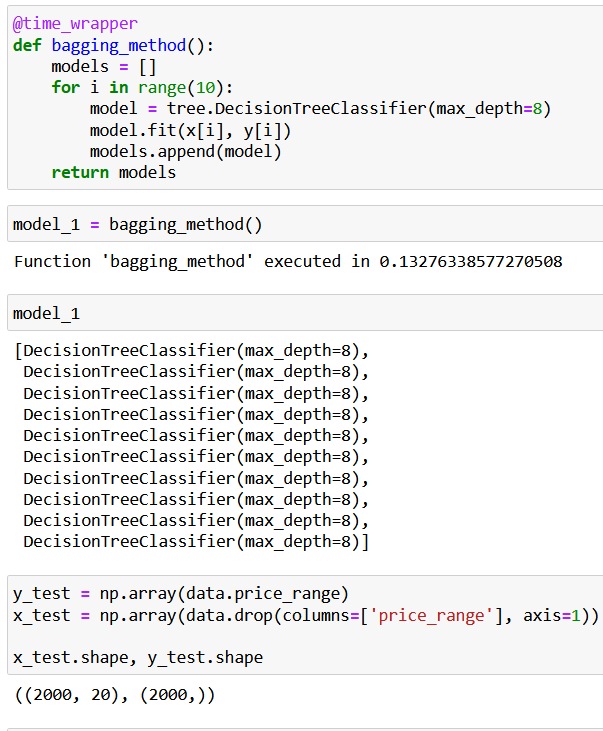 @time_wrapper
def bagging_method():
    models = []
    for i in range(10):
        model = tree.DecisionTreeClassifier(max_depth=8)
        model.fit(x[i], y[i])
        models.append(model)
    return models
model_1 = bagging_method()
Function 'bagging_method' executed in 0.13276338577270508
model_1
[DecisionTreeClassifier(max_depth=8),
 DecisionTreeClassifier(max_depth=8),
 DecisionTreeClassifier(max_depth=8),
 DecisionTreeClassifier(max_depth=8),
 DecisionTreeClassifier(max_depth=8),
 DecisionTreeClassifier(max_depth=8),
 DecisionTreeClassifier(max_depth=8),
 DecisionTreeClassifier(max_depth=8),
 DecisionTreeClassifier(max_depth=8),
 DecisionTreeClassifier(max_depth=8)]
y_test = np.array(data.price_range)
x_test = np.array(data.drop(columns=['price_range'], axis=1))
x_test.shape, y_test.shape
((2000, 20), (2000,))